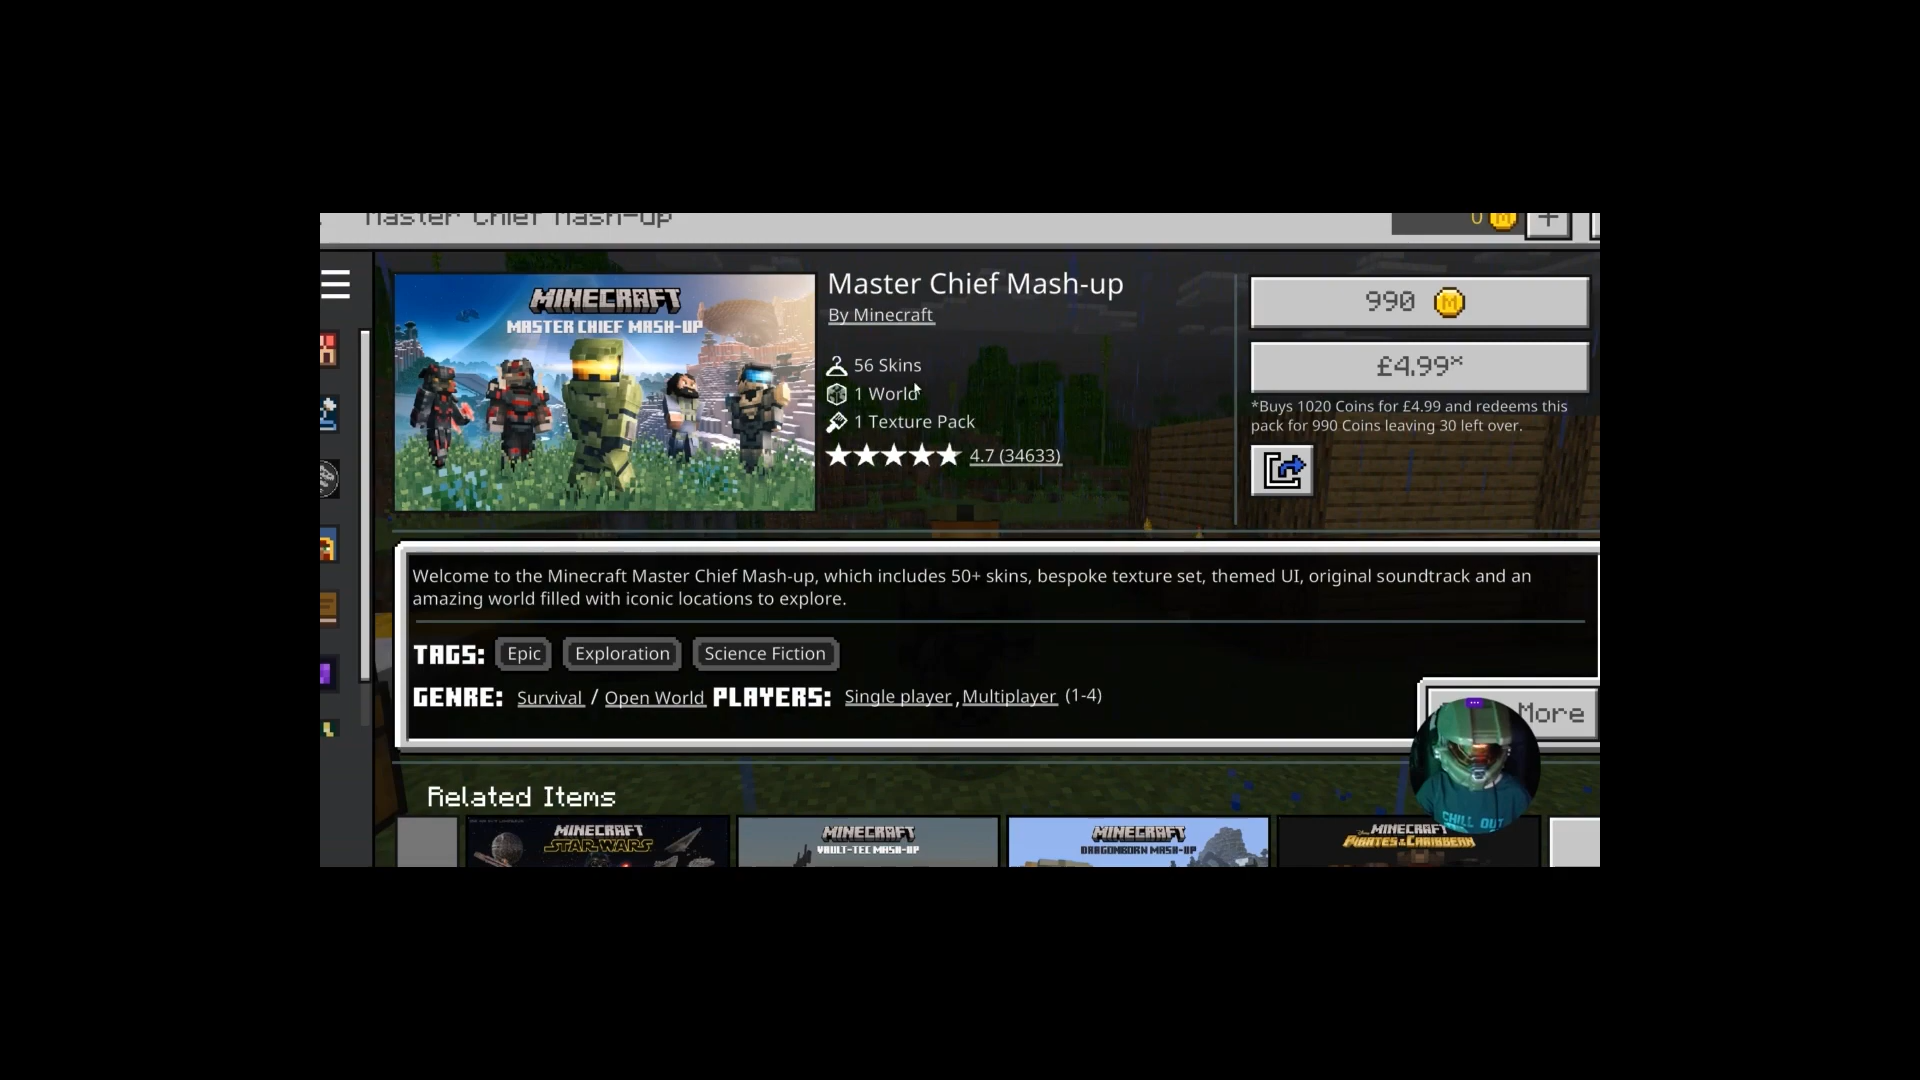 Master Chief Mash-up
0
MINECRAFT
MASTER CHIEF MASH-UP
Master Chief Mash-up
By Minecraft
56 Skins
1 World
1 Texture Pack
4.7 (34633)
990
£4.99*
*Buys 1020 Coins for £4.99 and redeems this
pack for 990 Coins leaving 30 left over.
Welcome to the Minecraft Master Chief Mash-up, which includes 50+ skins, bespoke texture set, themed UI, original soundtrack and an
amazing world filled with iconic locations to explore.
TAGS: Epic Exploration Science Fiction
GENRE: Survival / Open World PLAYERS: Single player , Multiplayer (1-4)
More
CHILL OUT
Related Items
MINECRAFT
STAR WARS
MINECRAFT
VAULT-TEC MASH-UP
MINECRAFT
DRAGONBORN MASH-UP
MINECRAFT
PIRATES of the CARIBBEAN